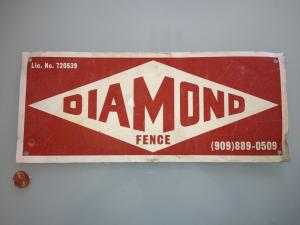 Lic. No. 720539
DIAMOND
FENCE
(909)889-0509